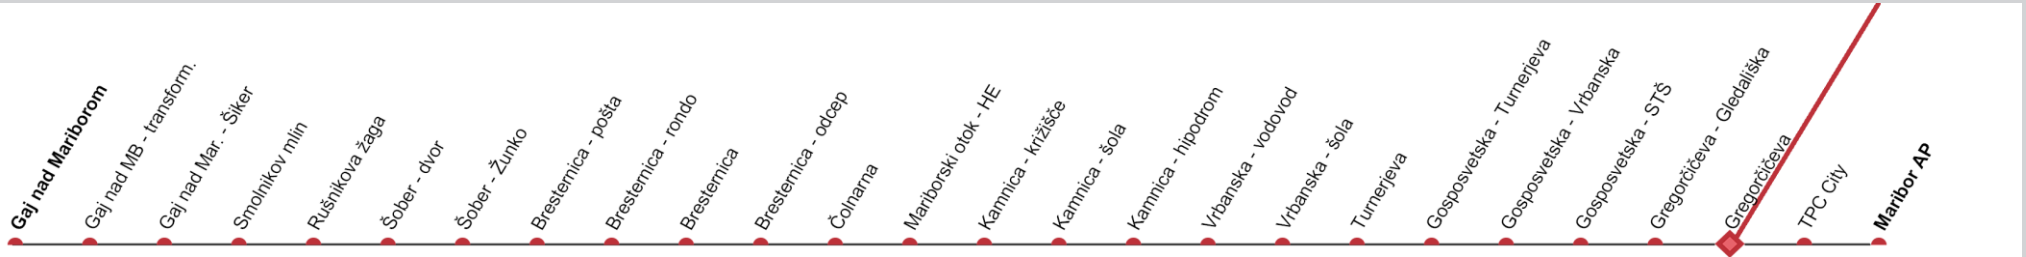 Gaj nad Mariborom
Gaj nad MB - transform.
Gaj nad Mar. - Šiker
Smolnikov mlin
Rušnikova žaga
Šober - dvor
Šober - Žunko
Bresternica - pošta
Bresternica - rondo
Bresternica
Bresternica - odcep
Čolnarna
Mariborski otok - HE
Kamnica - križišče
Kamnica - šola
Kamnica - hipodrom
Vrbanska - vodovod
Vrbanska - šola
Turnerjeva
Gosposvetska - Turnerjeva
Gosposvetska - Vrbanska
Gosposvetska - STŠ
Gregorčičeva - Gledališka
Gregorčičeva
TPC City
Maribor AP